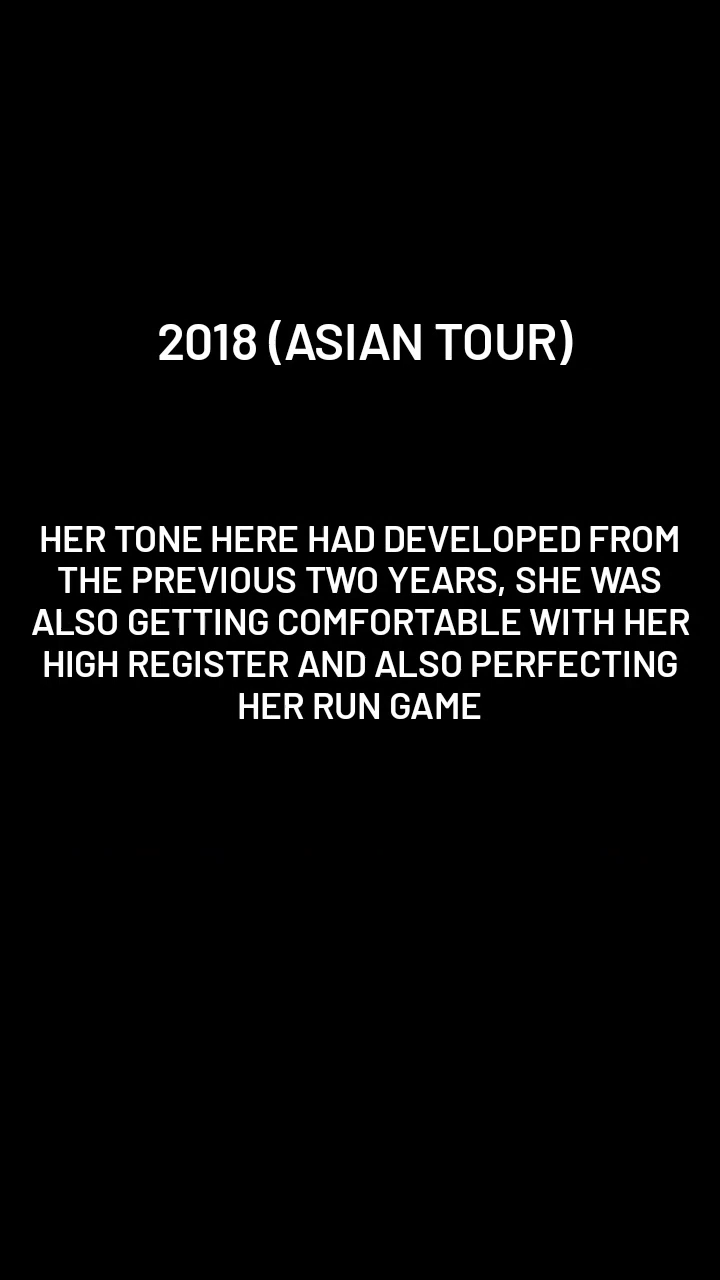 2018 (ASIAN TOUR)
HER TONE HERE HAD DEVELOPED FROM
THE PREVIOUS TWO YEARS, SHE WAS
ALSO GETTING COMFORTABLE WITH HER
HIGH REGISTER AND ALSO PERFECTING
HER RUN GAME